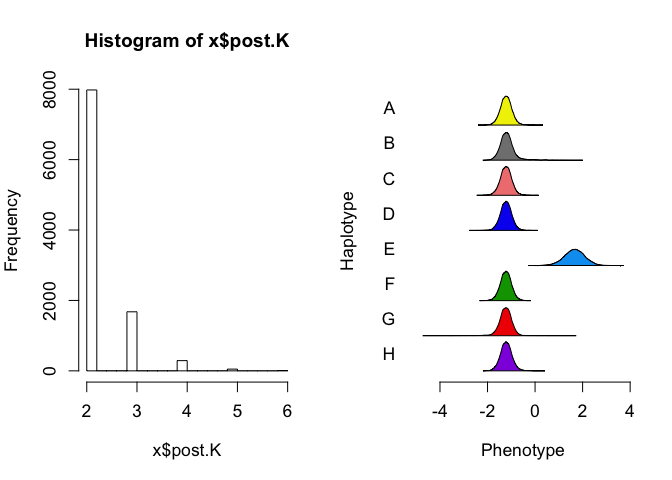 Histogram of x$post.K
Frequency
0
2000
4000
6000
8000
2 3 4 5 6
x$post.K
Haplotype
A
B
C
D
E
F
G
H
-4 -2 0 2 4
Phenotype